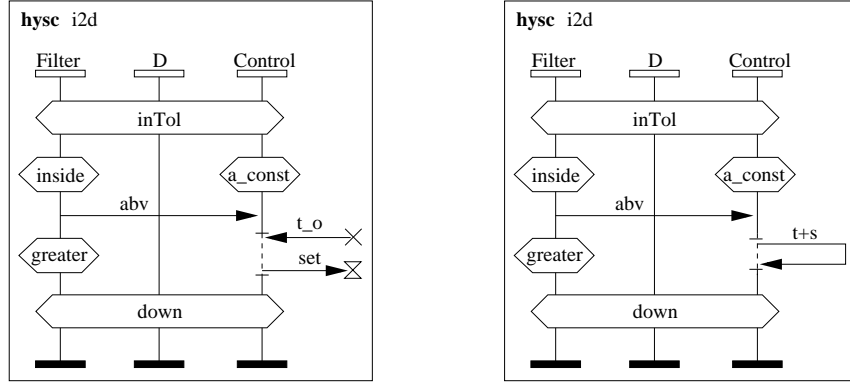 hysc i2d
Filter D Control
inTol
inside a_const
abv
t_o
greater
set
down
hysc i2d
Filter D Control
inTol
inside a_const
abv
t+s
greater
down